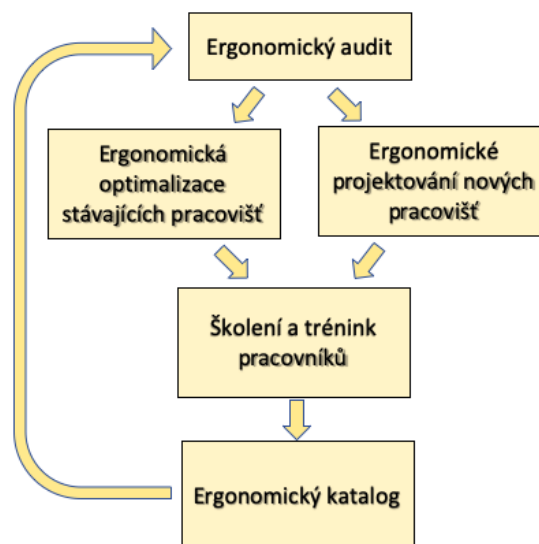 Ergonomický audit
Ergonomická
optimalizace
stávajících pracovišť
Ergonomické
projektování nových
pracovišť
Školení a trénink
pracovníků
Ergonomický katalog